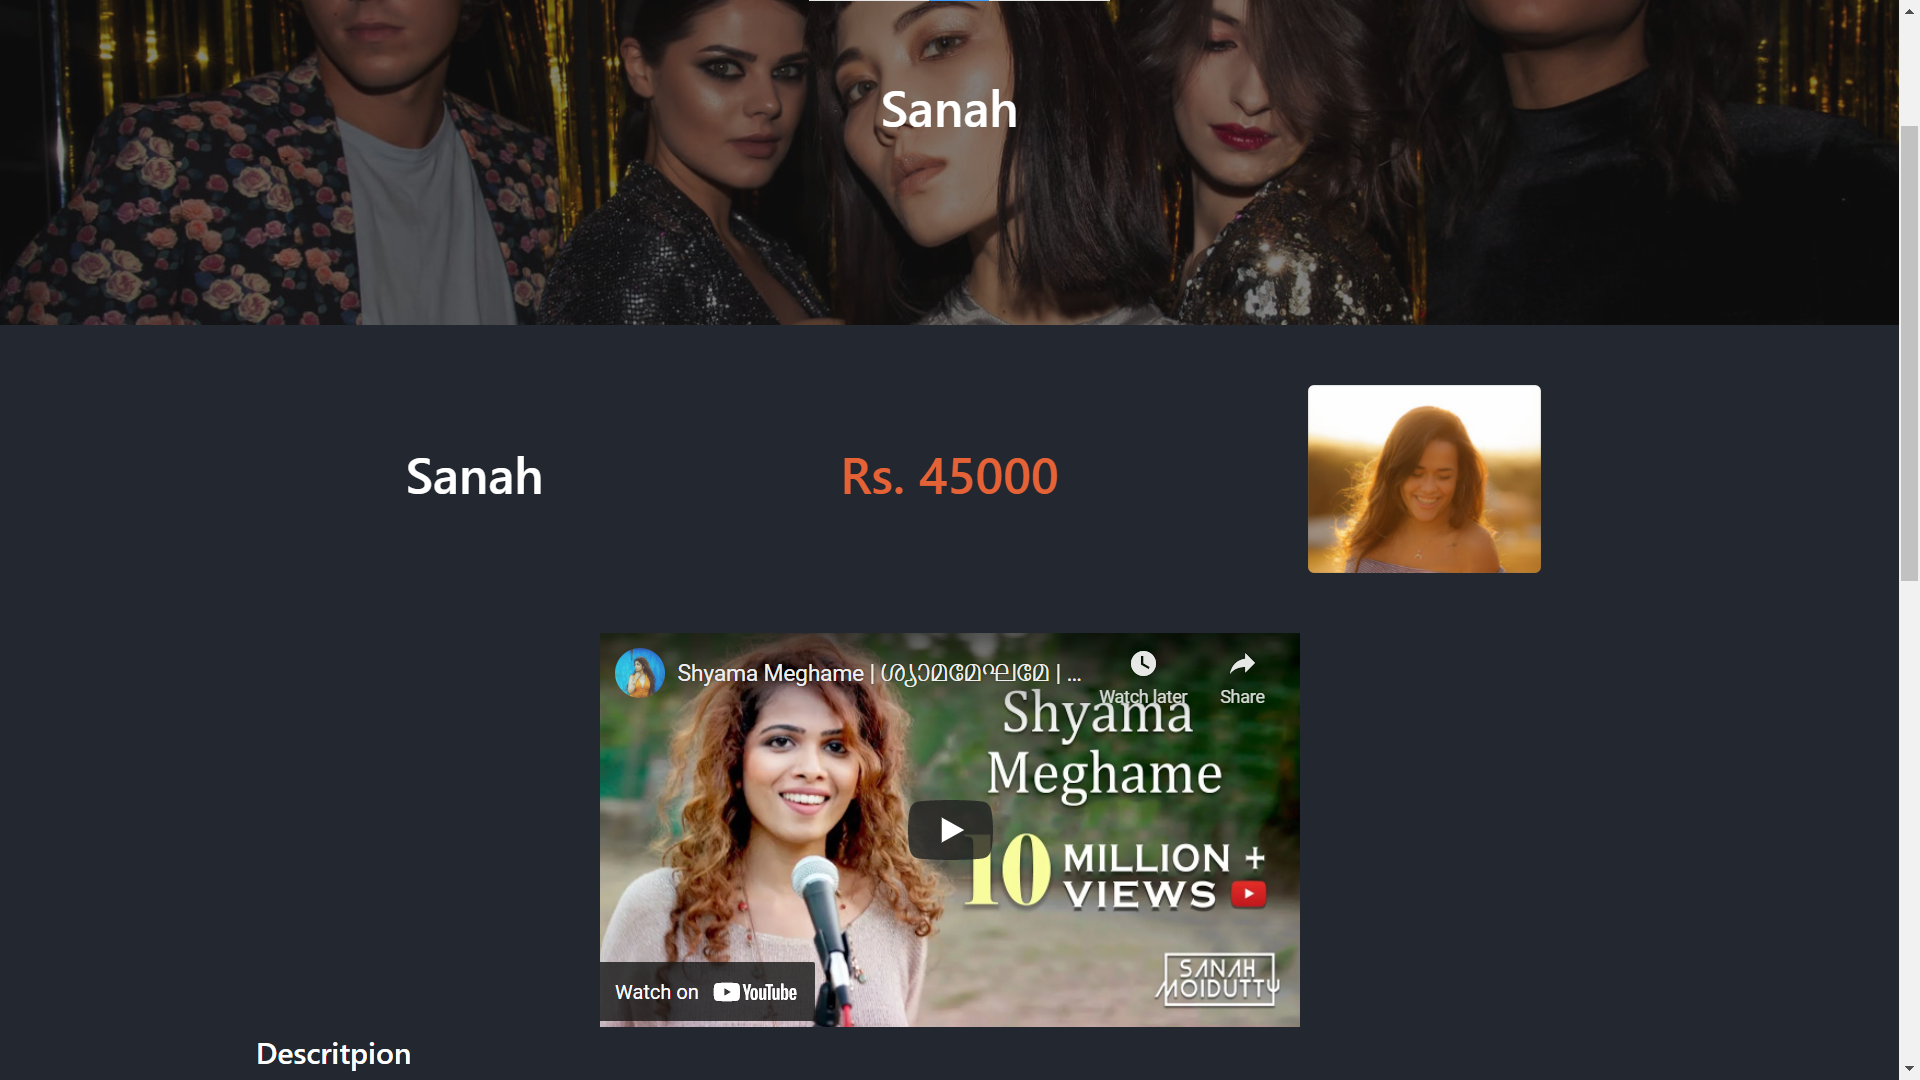 Sanah
Sanah
Rs. 45000
Shyama Meghame | ശ്യാമമേഘമേ | ...
Watch later
Share
Shyama
Meghame
10 MILLION +
VIEWS
SANAH
MOIDUTTY
Watch on YouTube
Descritpion